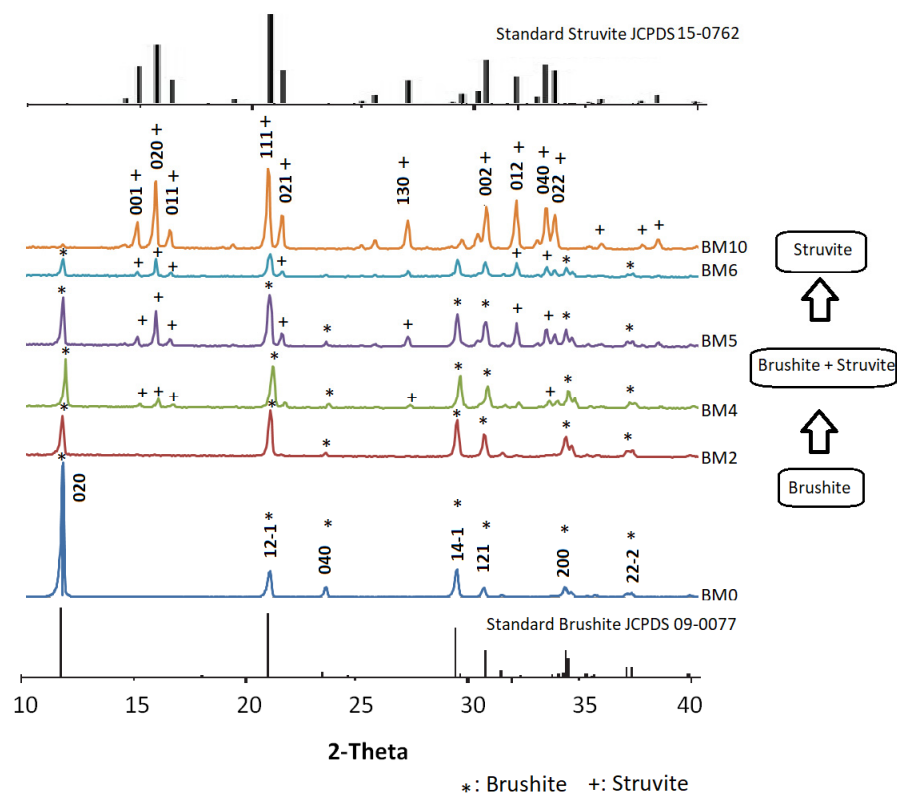 Standard Struvite JCPDS 15-0762
001 +
020 +
011 +
111 +
021 +
130 +
002 +
012 +
040 +
022 +
+ + +
BM10
* + + + + + + * *
BM6
* + + + * + * + * * + + * *
BM5
* + + + * * + * * + * *
BM4
* * * * * * *
BM2
*
020
12-1 *
040 *
14-1 *
121 *
200 *
22-2 *
BM0
Standard Brushite JCPDS 09-0077
10 15 20 25 30 35 40
2-Theta
*: Brushite +: Struvite
Struvite
Brushite + Struvite
Brushite